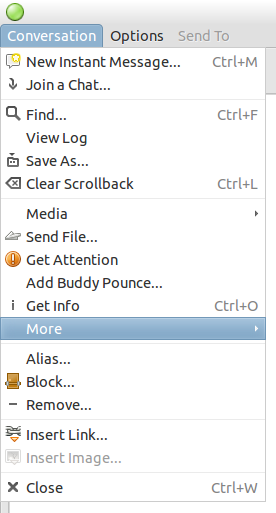 Conversation Options Send To
New Instant Message... Ctrl+M
Join a Chat...
Find... Ctrl+F
View Log
Save As...
Clear Scrollback Ctrl+L
Media
Send File...
Get Attention
Add Buddy Pounce...
Get Info Ctrl+O
More
Alias...
Block...
Remove...
Insert Link...
Insert Image...
Close Ctrl+W